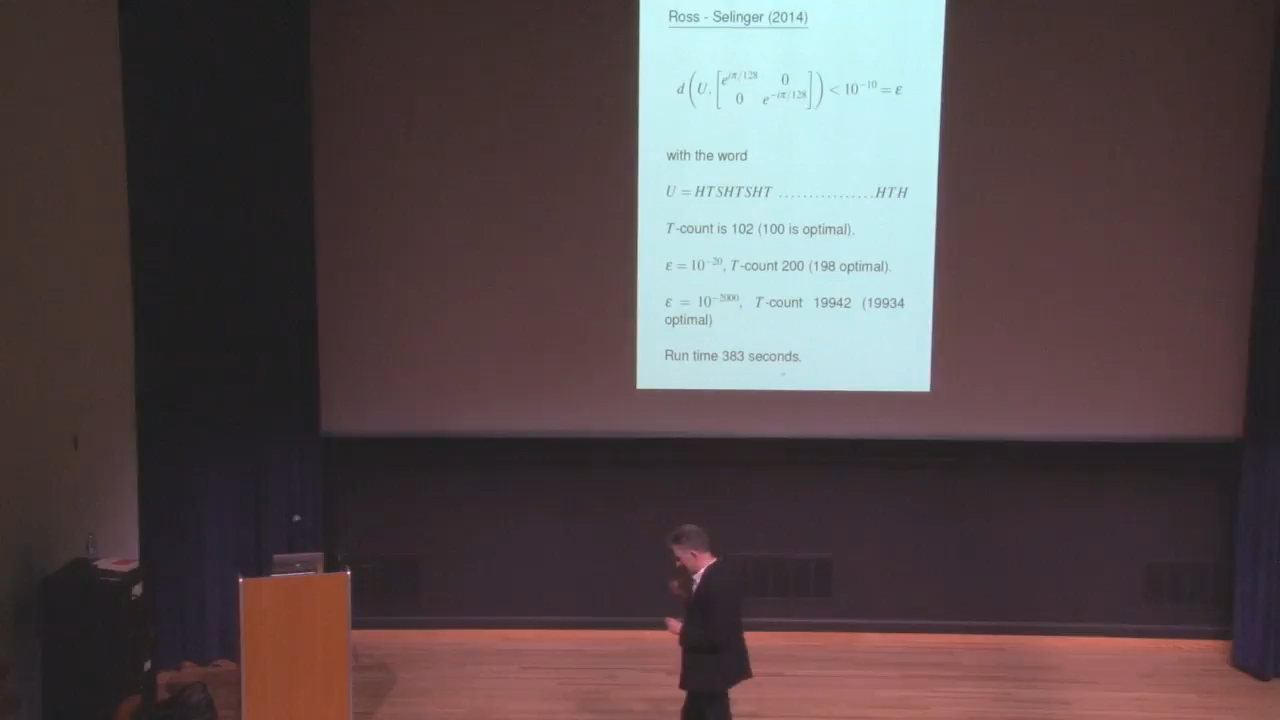 Ross - Selinger (2014)
d(U, [e^{iπ/128} 0
0 e^{-iπ/128}]) < 10^{-10} = ε
with the word
U = HTSHTSHT ................HTH
T-count is 102 (100 is optimal).
ε = 10^{-20}, T-count 200 (198 optimal).
ε = 10^{-2000}, T-count 19942 (19934
optimal)
Run time 383 seconds.